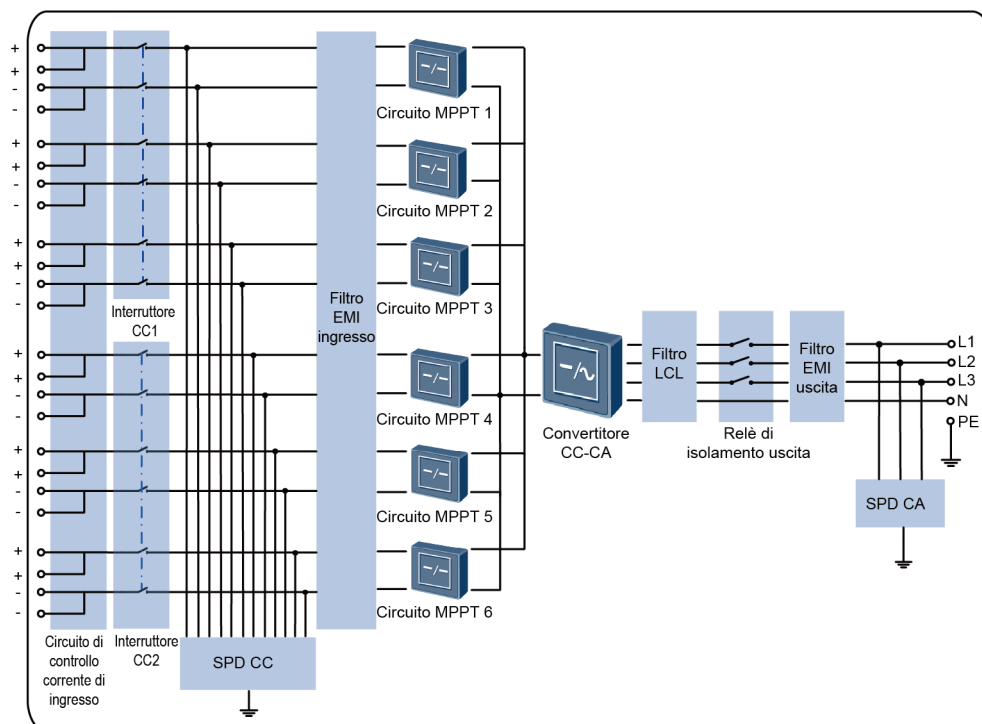 +
+
-
-
Circuito MPPT 1
+
+
-
-
Circuito MPPT 2
+
+
-
-
Circuito MPPT 3
Interruttore
CC1
Filtro
EMI
ingresso
+
+
-
-
Circuito MPPT 4
Convertitore
CC-CA
Filtro
LCL
Relè di
isolamento uscita
Filtro
EMI
uscita
L1
L2
L3
N
PE
SPD CA
+
+
-
-
Circuito MPPT 5
+
+
-
-
Circuito MPPT 6
Circuito di
controllo
corrente di
ingresso
Interruttore
CC2
SPD CC